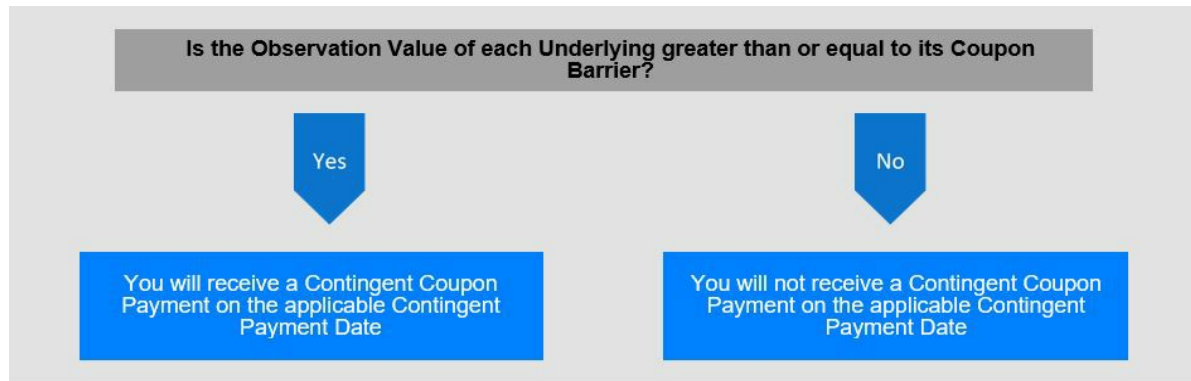 Is the Observation Value of each Underlying greater than or equal to its Coupon
Barrier?
Yes
No
You will receive a Contingent Coupon
Payment on the applicable Contingent
Payment Date
You will not receive a Contingent Coupon
Payment on the applicable Contingent
Payment Date